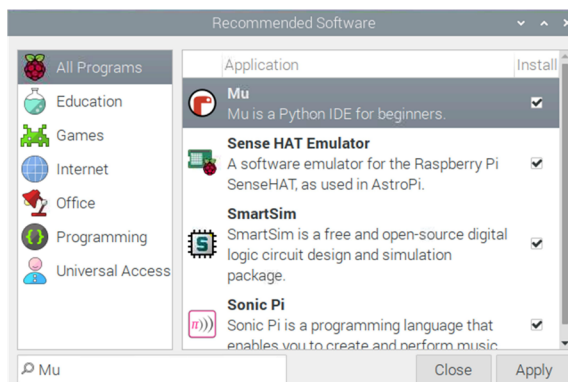 Recommended Software
All Programs
Education
Games
Internet
Office
Programming
Universal Access
Application Install
Mu
Mu is a Python IDE for beginners.
Sense HAT Emulator
A software emulator for the Raspberry Pi
SenseHAT, as used in AstroPi.
SmartSim
SmartSim is a free and open-source digital
logic circuit design and simulation
package.
Sonic Pi
Sonic Pi is a programming language that
enables you to create and perform music
Mu
Close Apply